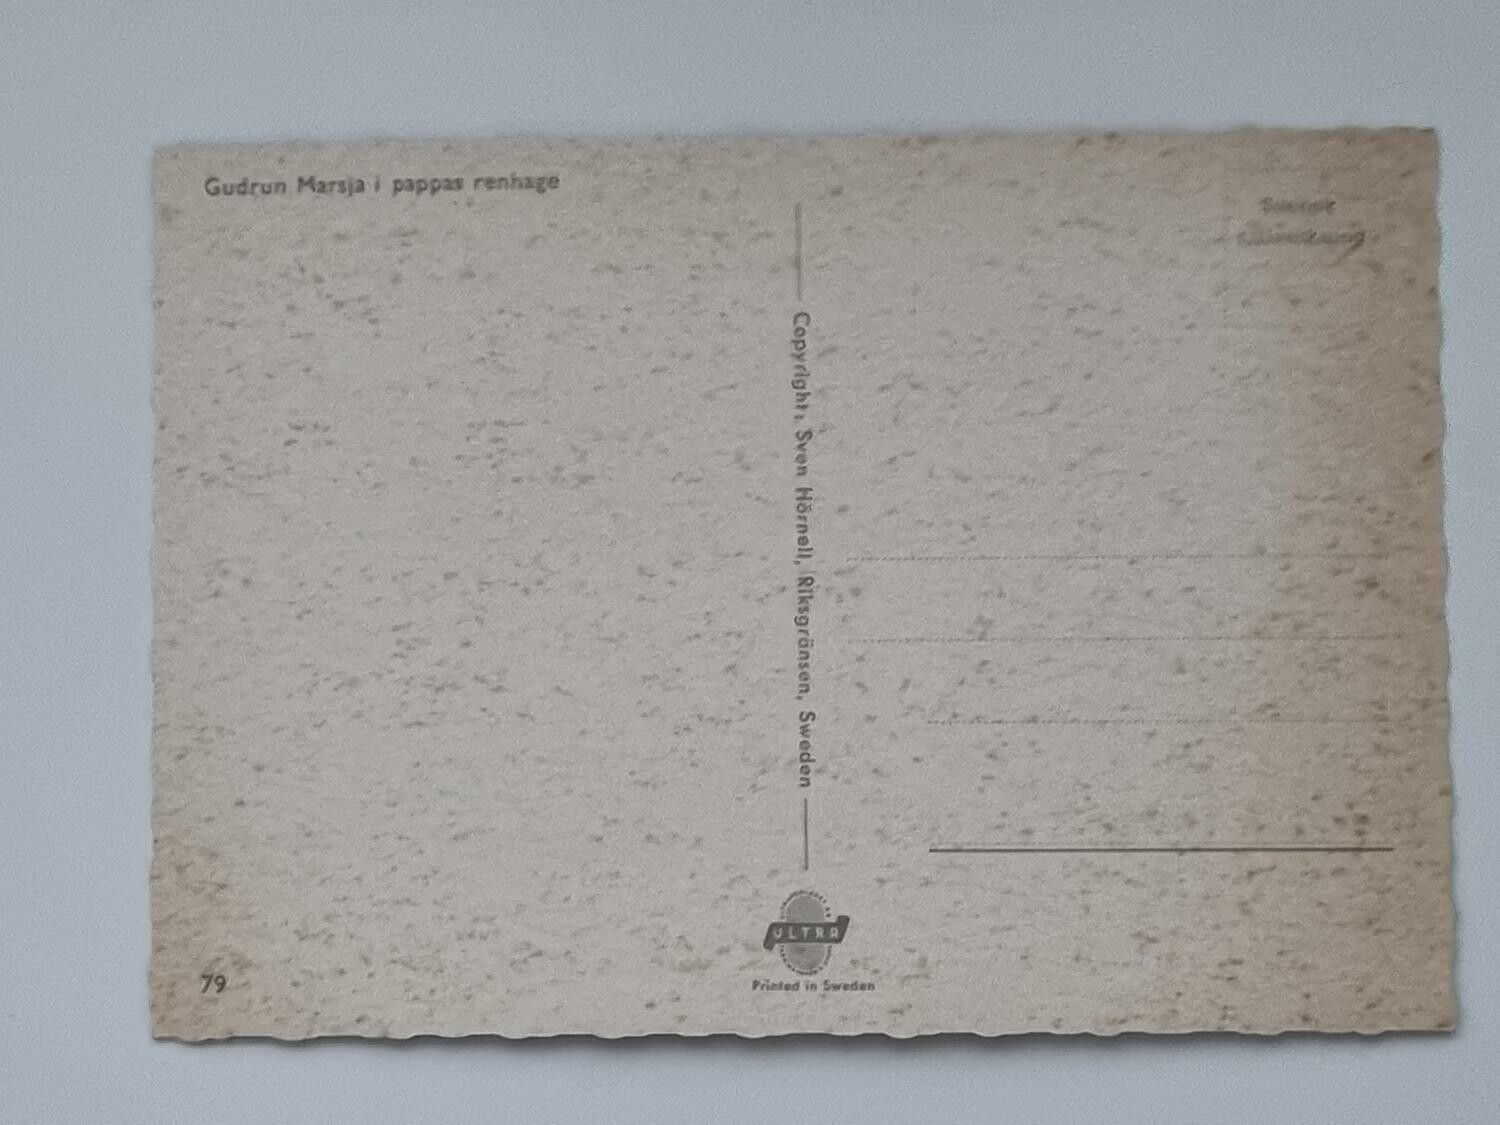 Gudrun Marsja i pappas renhage
Copyright: Sven Hörnell, Riksgränsen, Sweden
ULTRA
Printed in Sweden
79